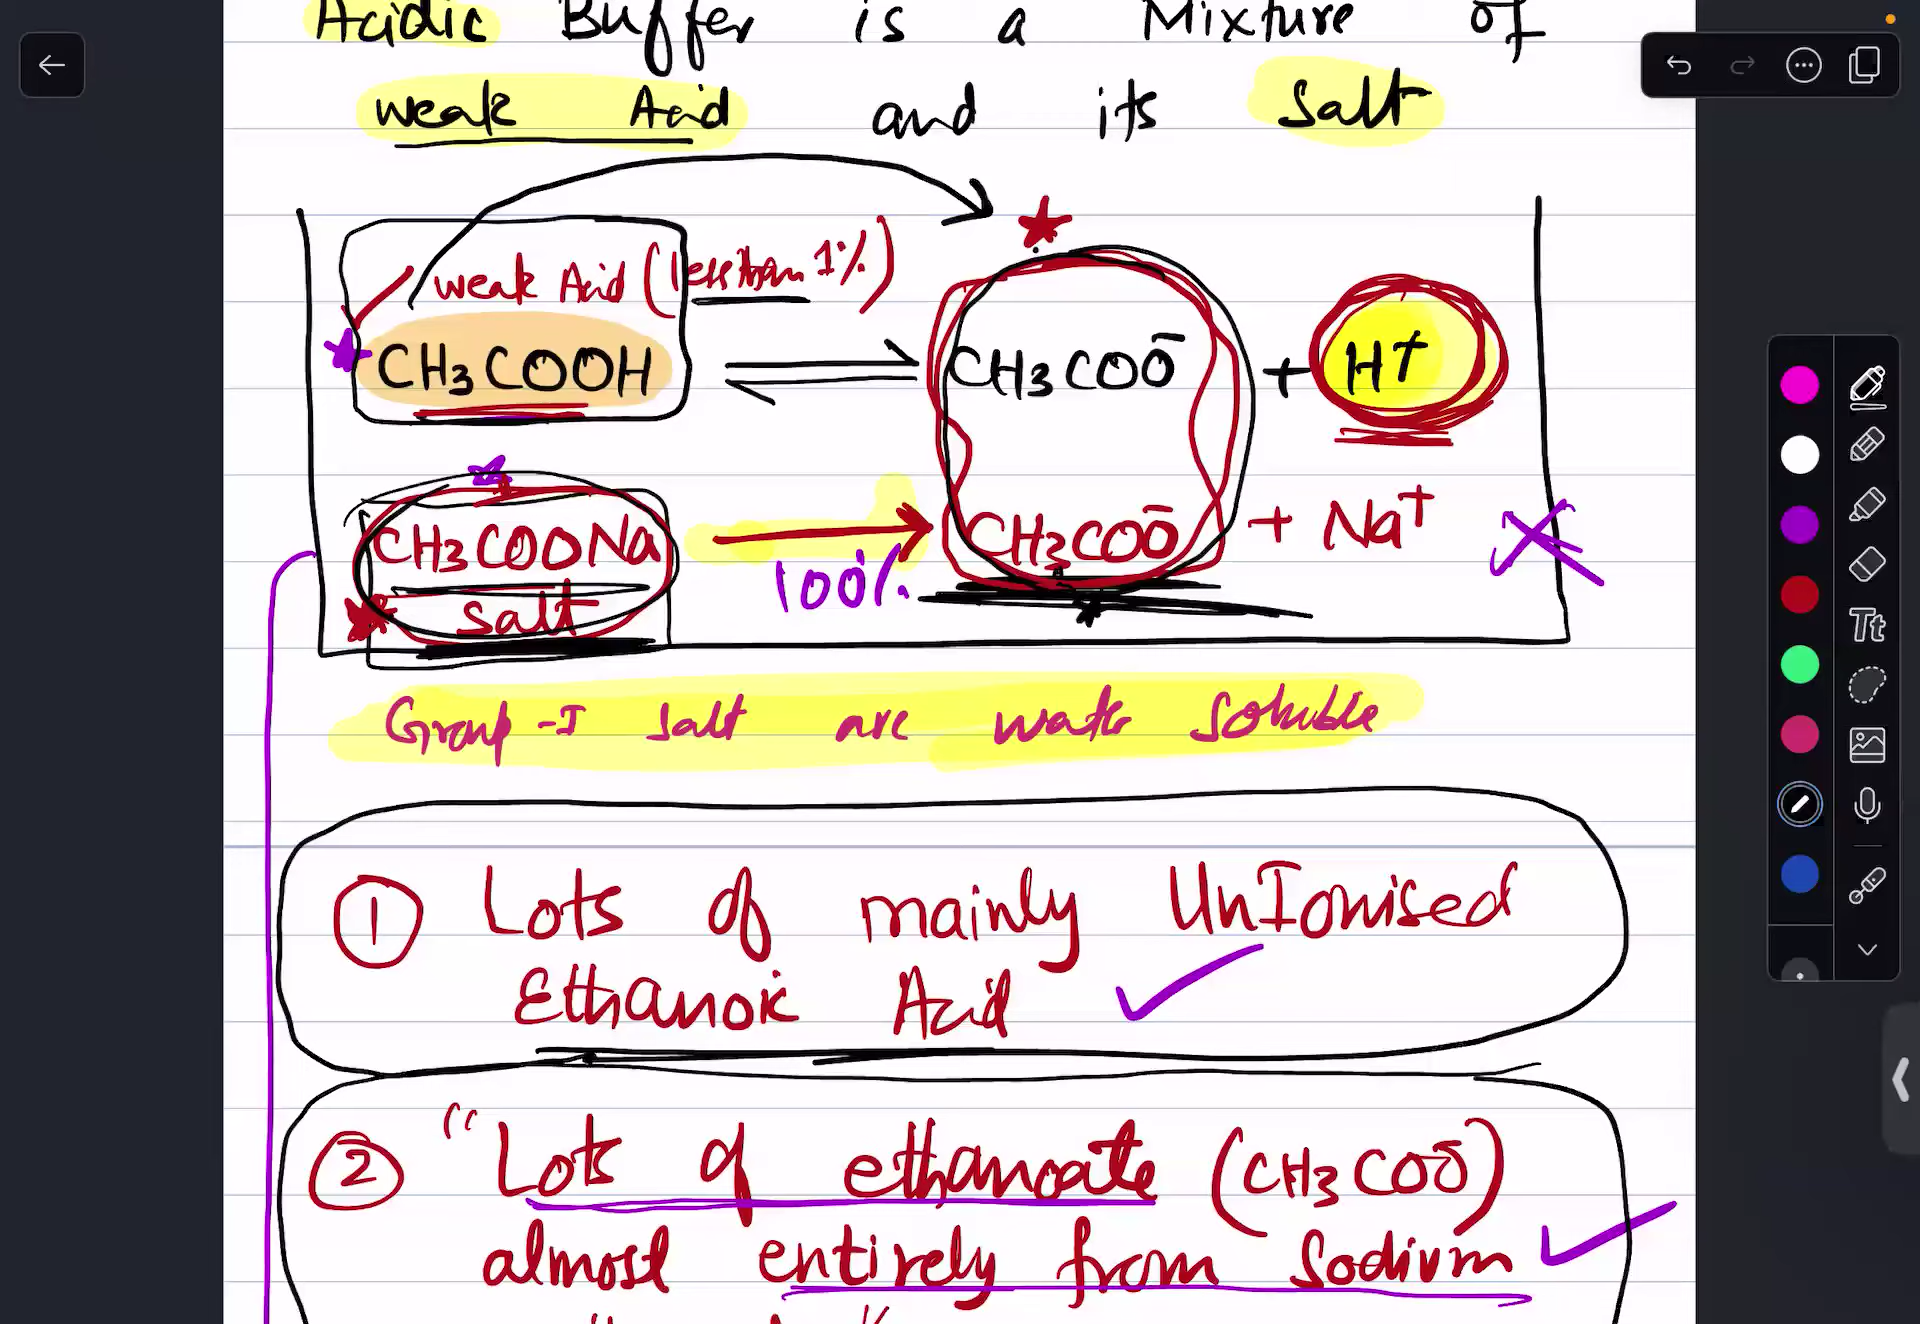 Acidic Buffer is a Mixture of
weak Acid and its Salt
weak Acid (less than 1%)
CH3COOH ⇌ CH3COO⁻ + H+
CH3COONa → CH3COO⁻ + Na+
100%
salt
Group-I salt are water soluble
① Lots of mainly UnIonised
Ethanoic Acid
② "Lots of ethanoate (CH3COO⁻)
almost entirely from Sodium
Tt